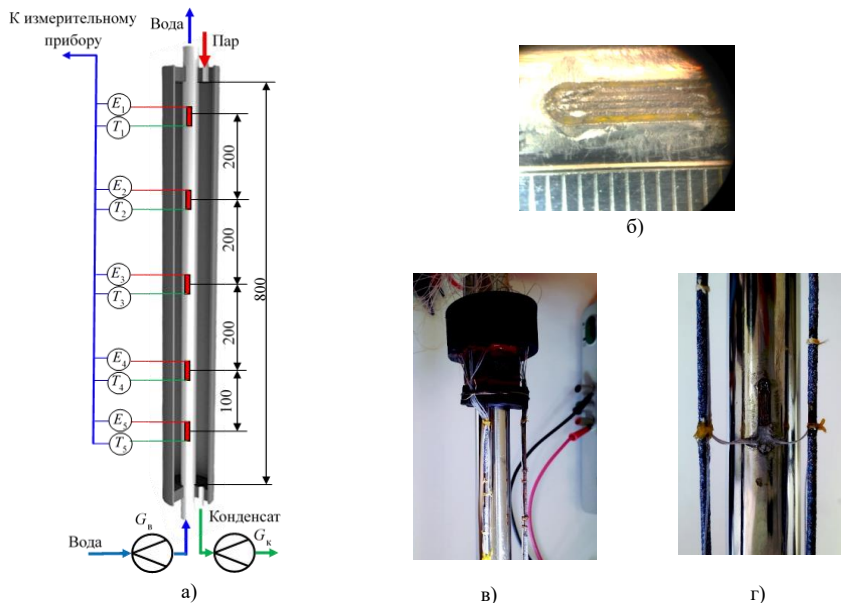 К измерительному
прибору
Вода
Пар
E₁
T₁
200
E₂
T₂
200
E₃
T₃
800
200
E₄
T₄
100
E₅
T₅
Gв
Конденсат
Gк
Вода
а)
б)
в)
г)